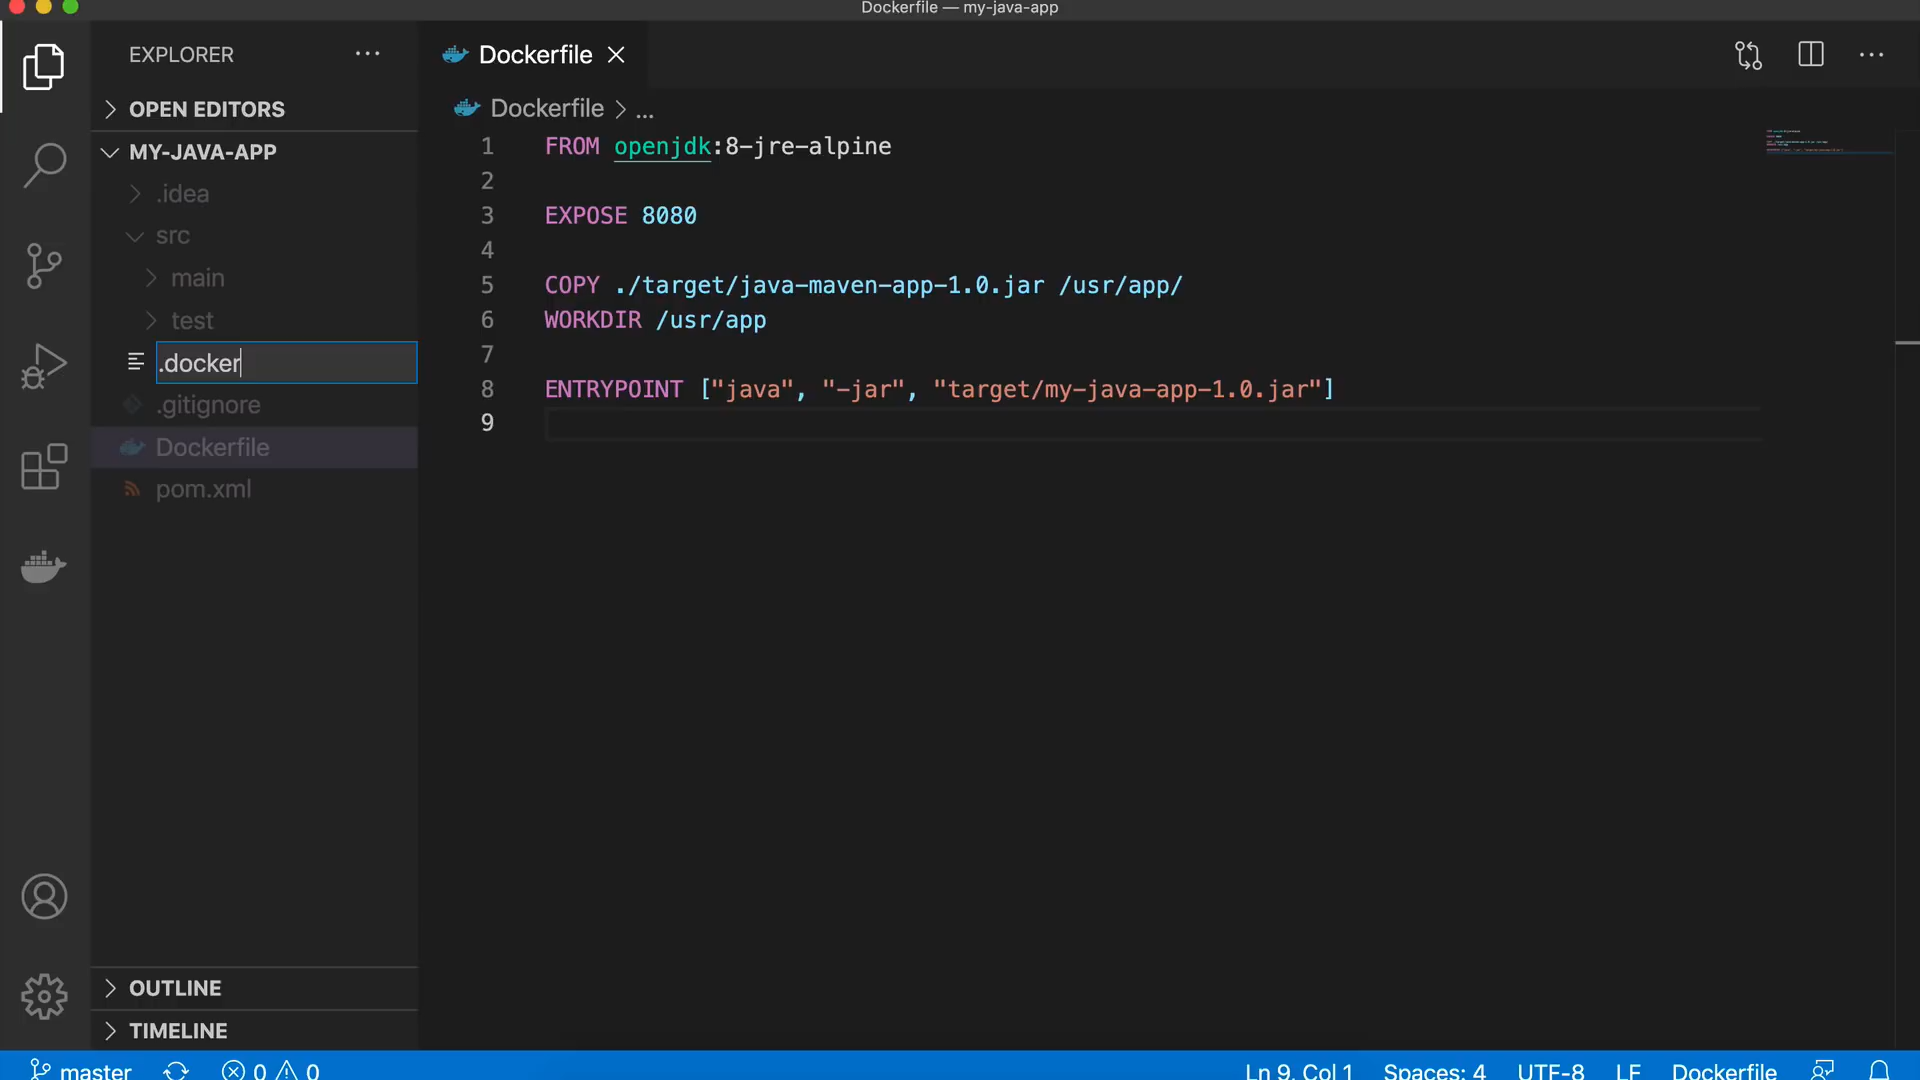 Dockerfile — my-java-app
EXPLORER
OPEN EDITORS
MY-JAVA-APP
.idea
src
main
test
.docker
.gitignore
Dockerfile
pom.xml
OUTLINE
TIMELINE
Dockerfile
Dockerfile > ...
1 FROM openjdk:8-jre-alpine
2
3 EXPOSE 8080
4
5 COPY ./target/java-maven-app-1.0.jar /usr/app/
6 WORKDIR /usr/app
7
8 ENTRYPOINT ["java", "-jar", "target/my-java-app-1.0.jar"]
9
master 0 0 Ln 9, Col 1 Spaces: 4 UTF-8 LF Dockerfile